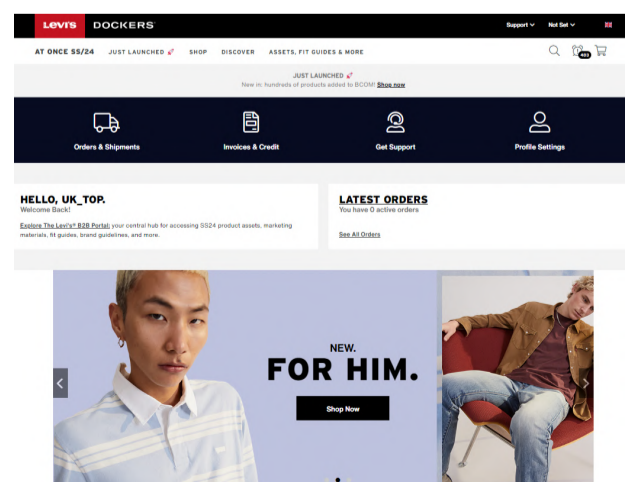 Levi's DOCKERS Support Not Set
AT ONCE SS/24 JUST LAUNCHED 🚀 SHOP DISCOVER ASSETS, FIT GUIDES & MORE
JUST LAUNCHED 🚀
New in: hundreds of products added to BCOM! Shop now
Orders & Shipments Invoices & Credit Get Support Profile Settings
HELLO, UK_TOP.
Welcome Back!
Explore The Levi's® B2B Portal: your central hub for accessing SS24 product assets, marketing
materials, fit guides, brand guidelines, and more.
LATEST ORDERS
You have 0 active orders
See All Orders
NEW.
FOR HIM.
Shop Now